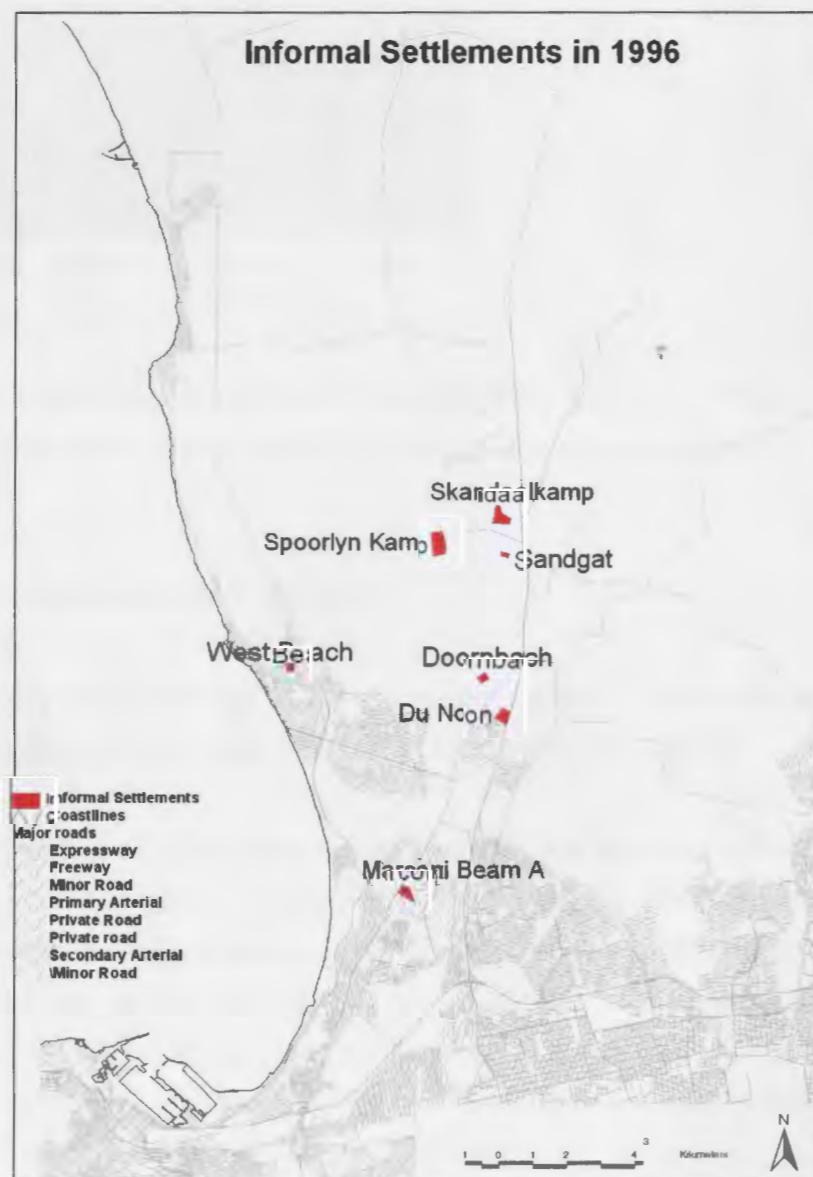 Informal Settlements in 1996
Skandaalkamp
Spoorlyn Kamp
Sandgat
West Beach
Doornbach
Du Noon
Informal Settlements
Coastlines
Major roads
Expressway
Freeway
Minor Road
Primary Arterial
Private Road
Private road
Secondary Arterial
Minor Road
Marconi Beam A
N
3
1 0 1 2 4 Kilometers